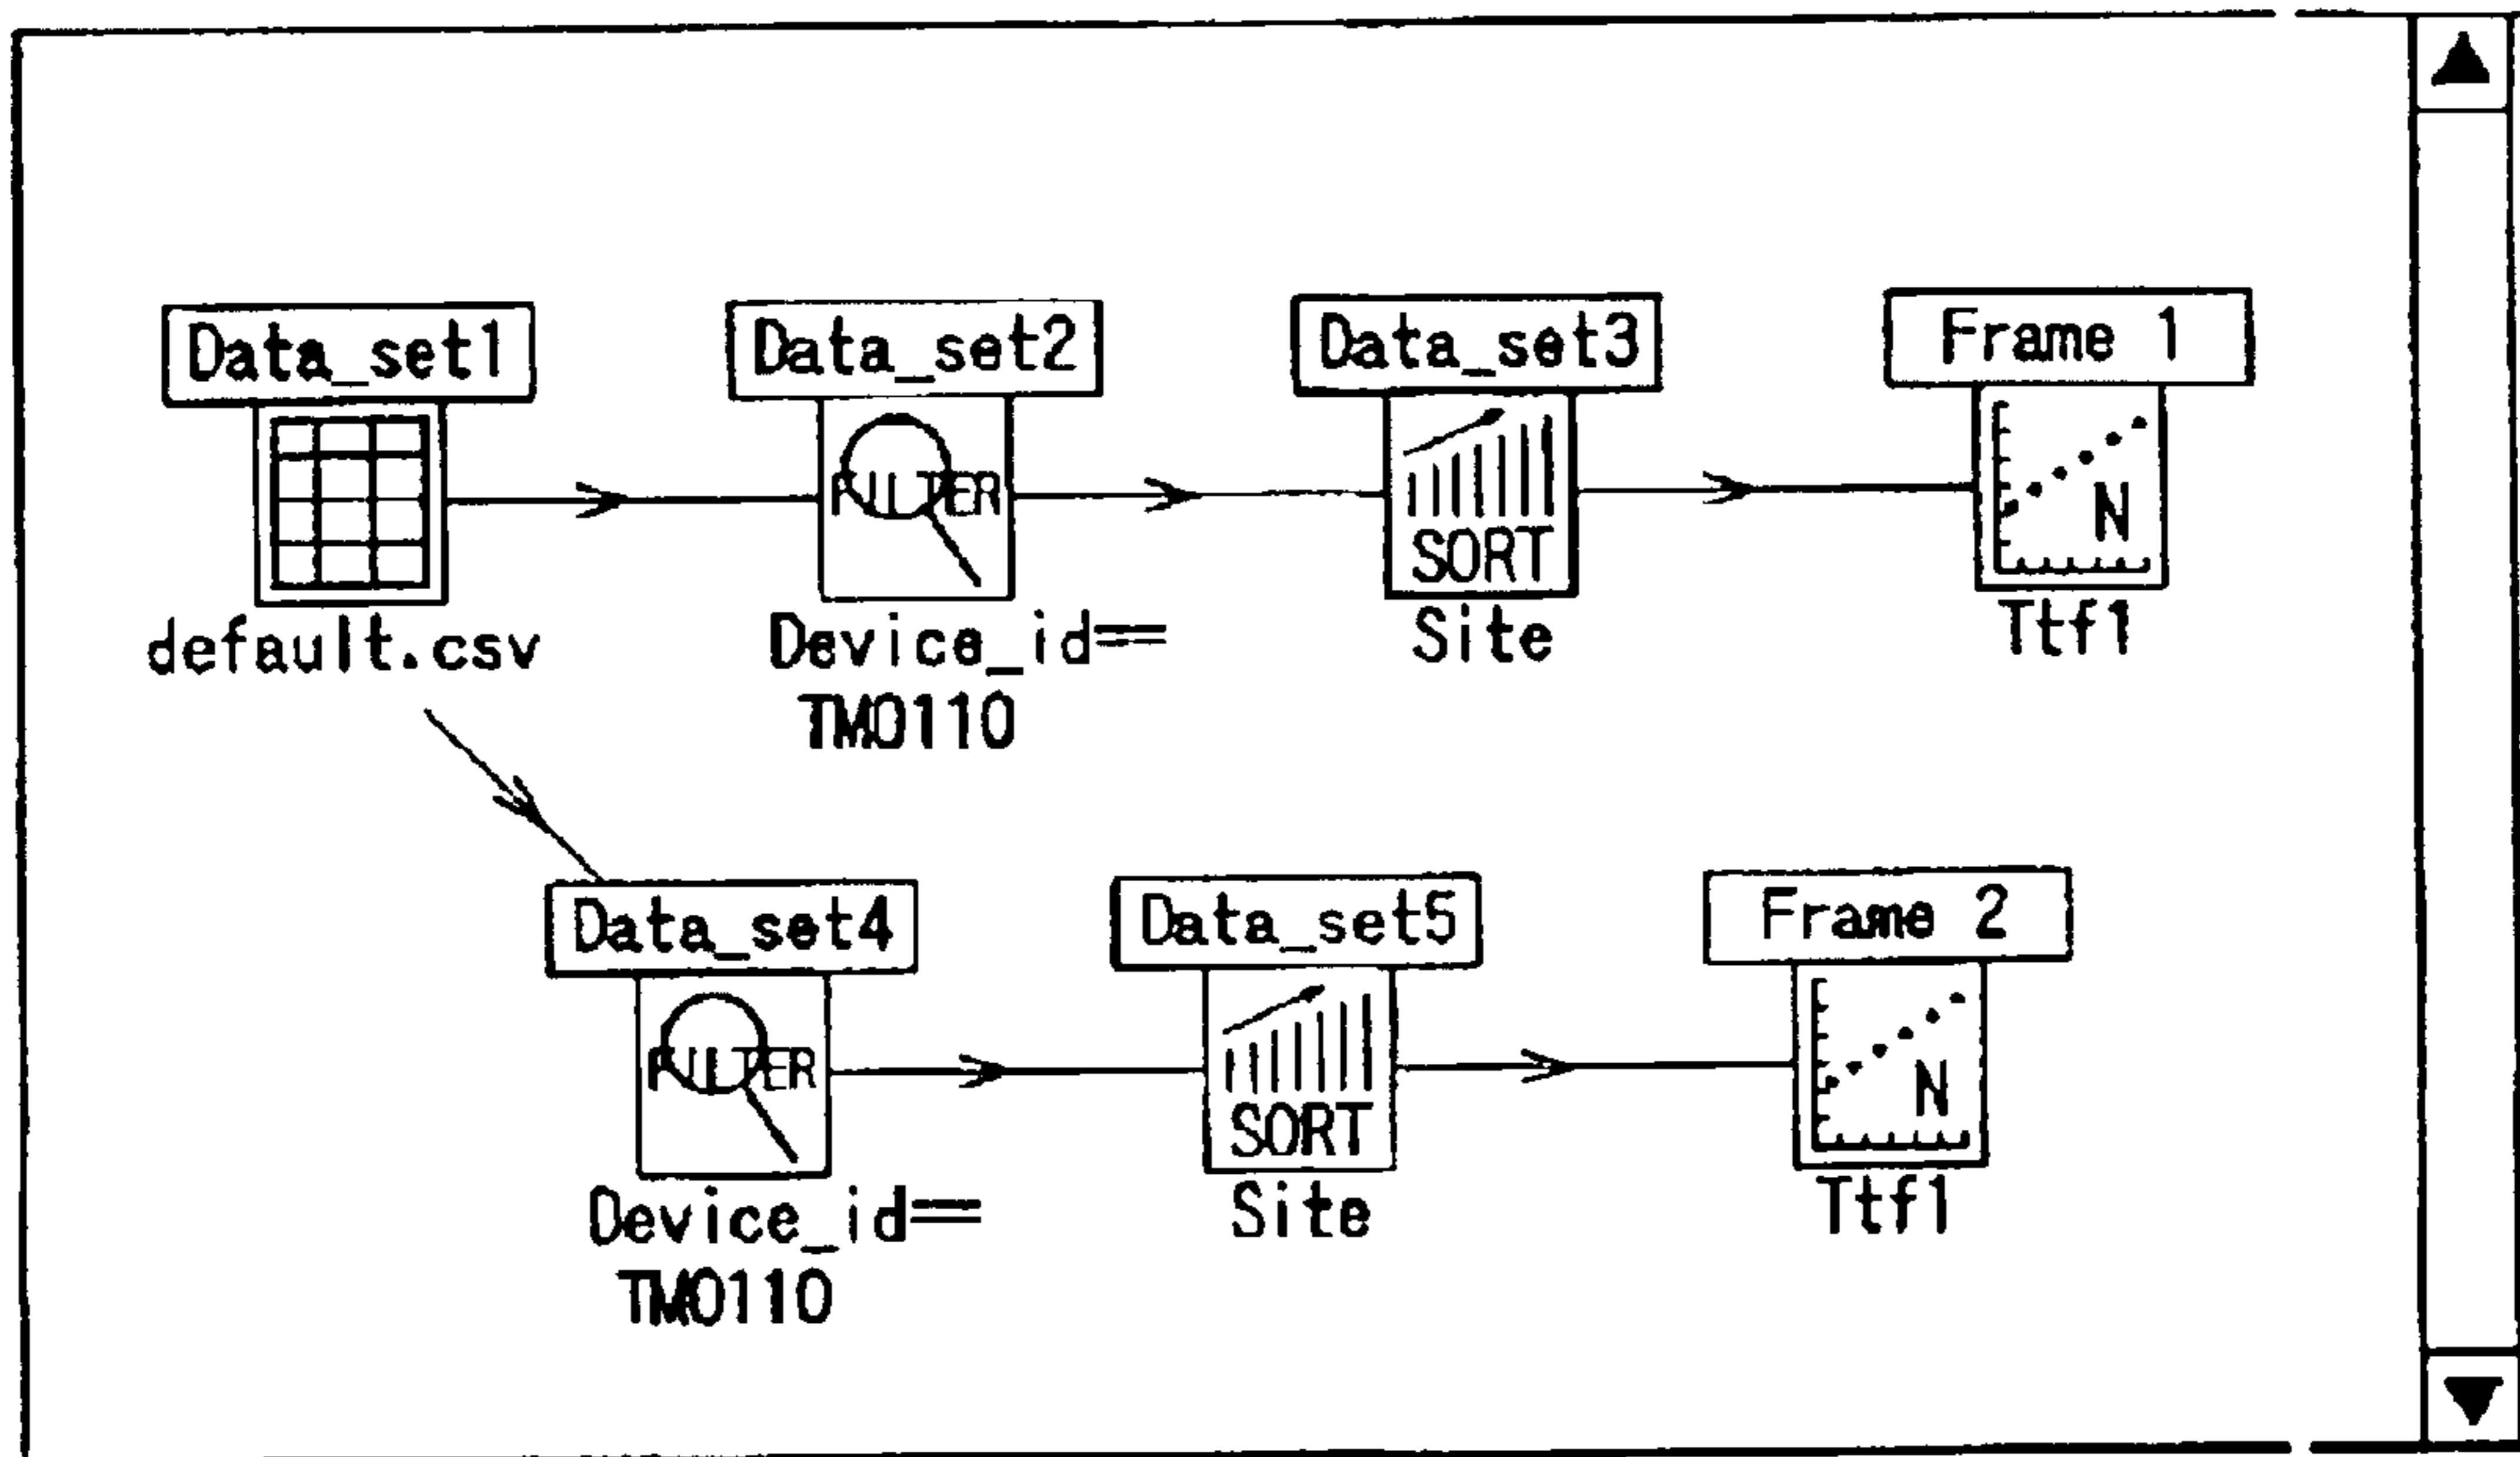 Data_set1
Data_set2
Data_set3
Frame 1
FILTER
N
SORT
default.csv
Device_id==
TM0110
Site
Ttf1
Data_set4
Data_set5
Frame 2
FILTER
N
SORT
Device_id==
TM0110
Site
Ttf1